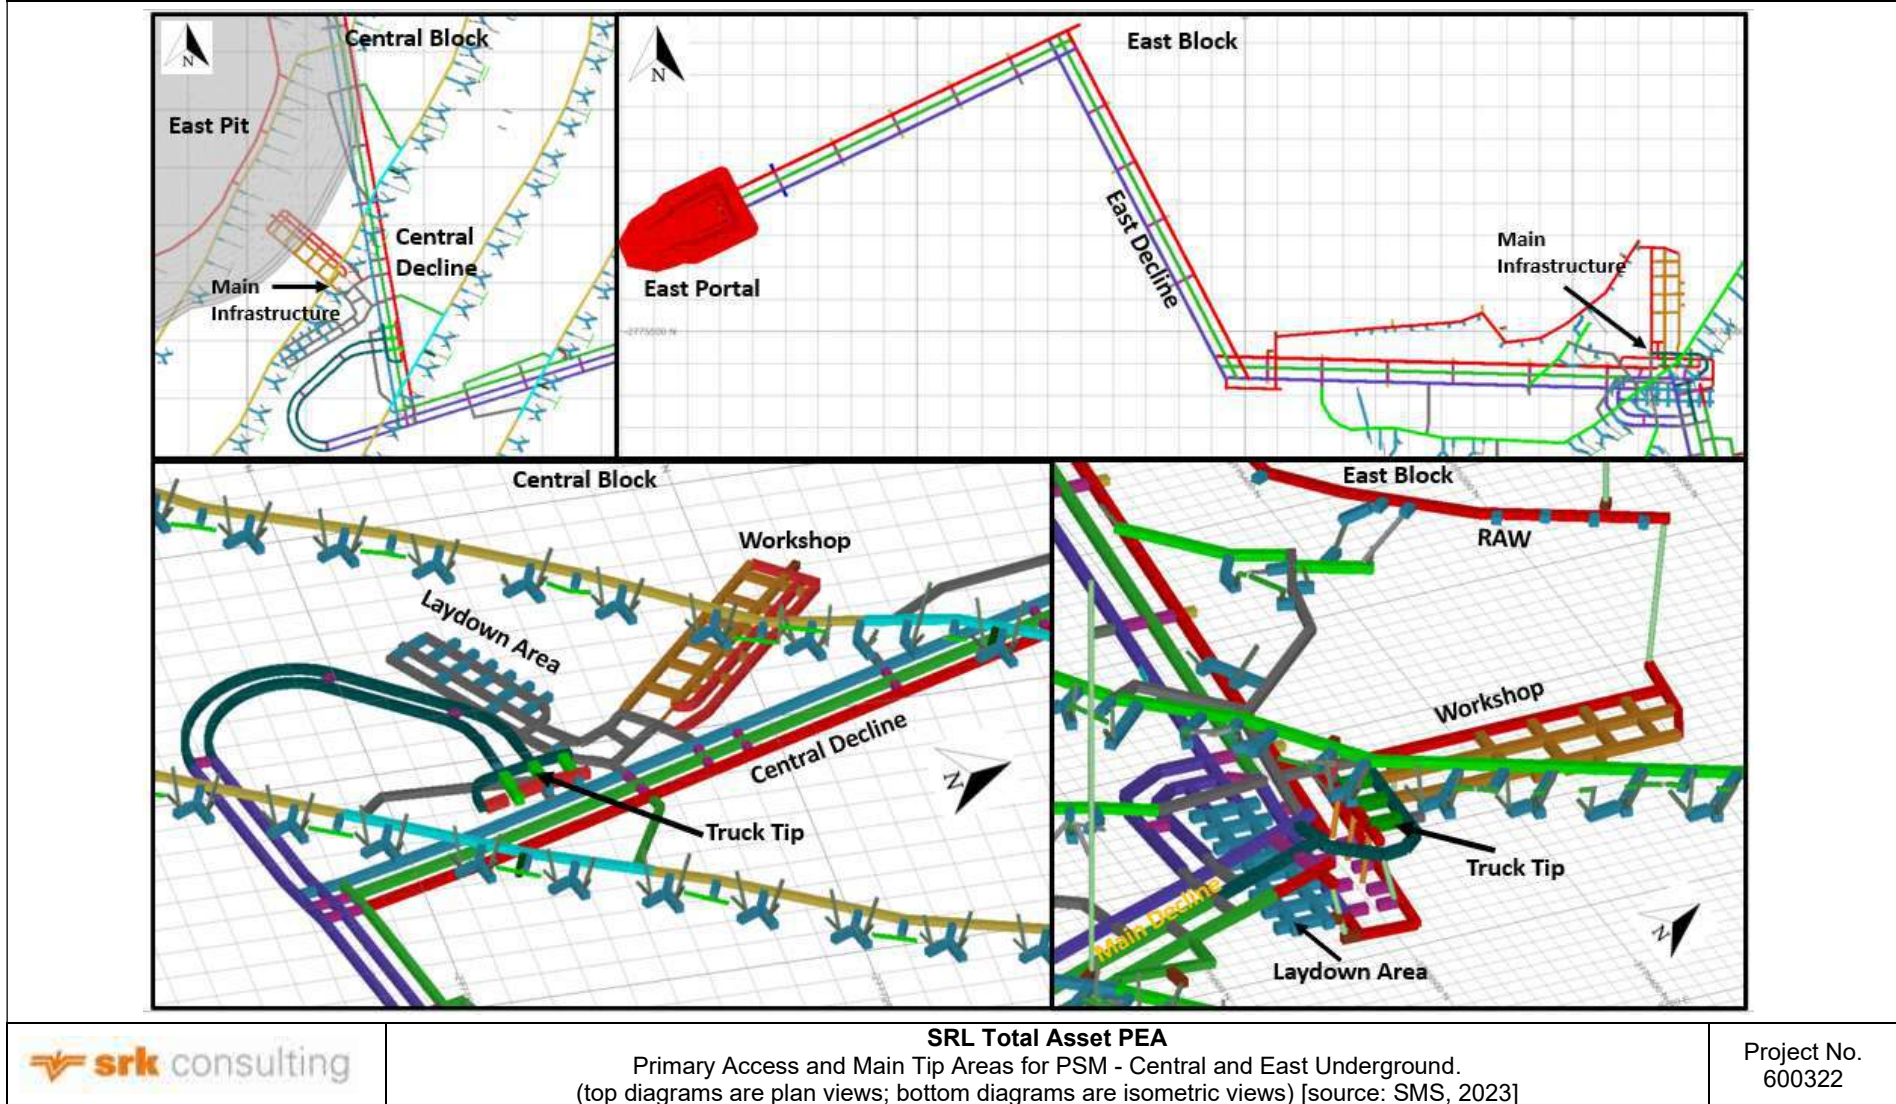 Central Block
N
East Pit
Central
Decline
Main
Infrastructure
East Block
N
East Portal
East Decline
Main
Infrastructure
-2775000 N
Central Block
Workshop
Laydown Area
Central Decline
N
Truck Tip
East Block
RAW
Workshop
Truck Tip
Main Decline
N
Laydown Area
srk consulting
SRL Total Asset PEA
Primary Access and Main Tip Areas for PSM - Central and East Underground.
(top diagrams are plan views; bottom diagrams are isometric views) [source: SMS, 2023]
Project No.
600322